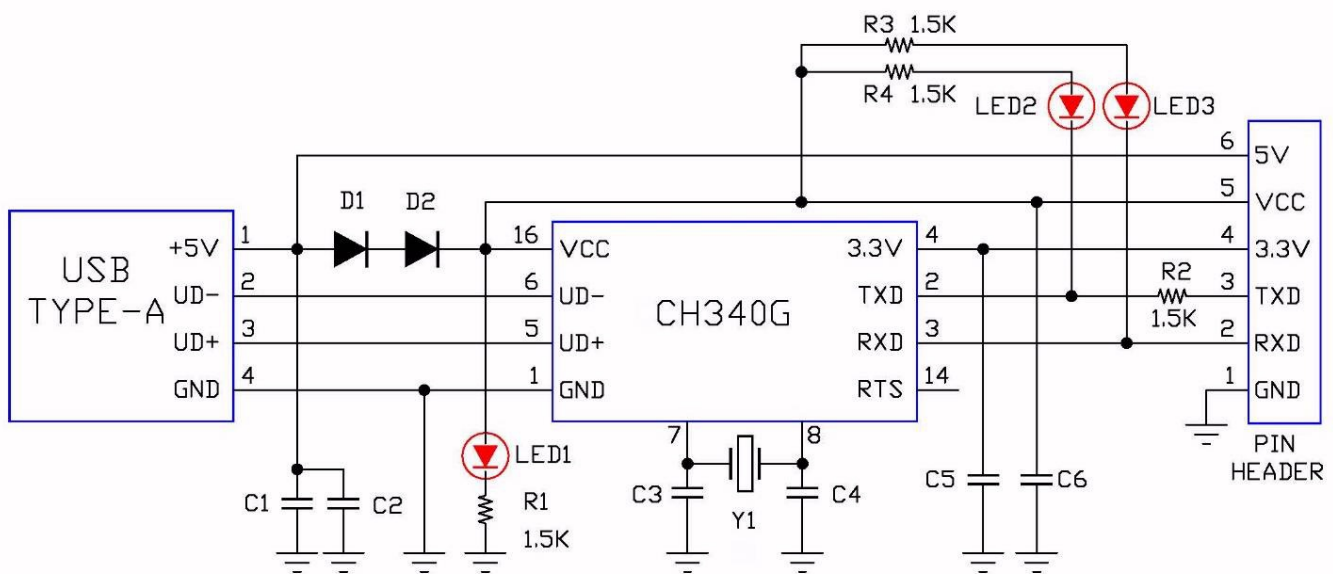 R3 1.5K
R4 1.5K
LED2
LED3
USB
TYPE-A
+5V
UD-
UD+
GND
1
2
3
4
D1
D2
16
6
5
1
VCC
UD-
UD+
GND
CH340G
3.3V
TXD
RXD
RTS
4
2
3
14
7
8
R2
1.5K
6
5
4
3
2
1
5V
VCC
3.3V
TXD
RXD
GND
PIN
HEADER
LED1
R1
1.5K
C1
C2
C3
C4
Y1
C5
C6